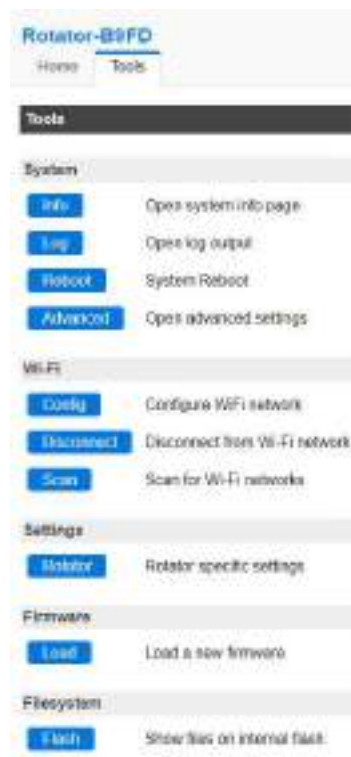 Rotator-B9FD
Home Tools
Tools
System
Info Open system info page
Log Open log output
Reboot System Reboot
Advanced Open advanced settings
Wi-Fi
Config Configure WiFi network
Disconnect Disconnect from Wi-Fi network
Scan Scan for Wi-Fi networks
Settings
Rotator Rotator specific settings
Firmware
Load Load a new firmware
Filesystem
Flash Show files on internal flash